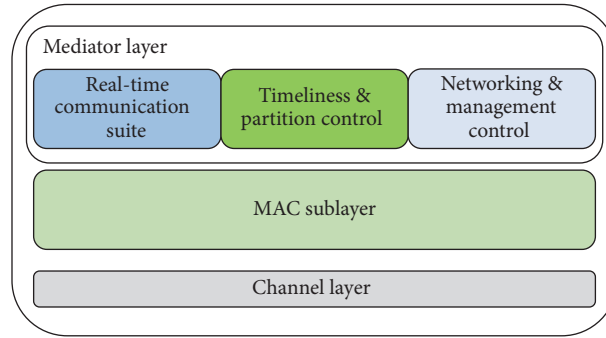 Mediator layer
Real-time
communication
suite
Timeliness &
partition control
Networking &
management
control
MAC sublayer
Channel layer